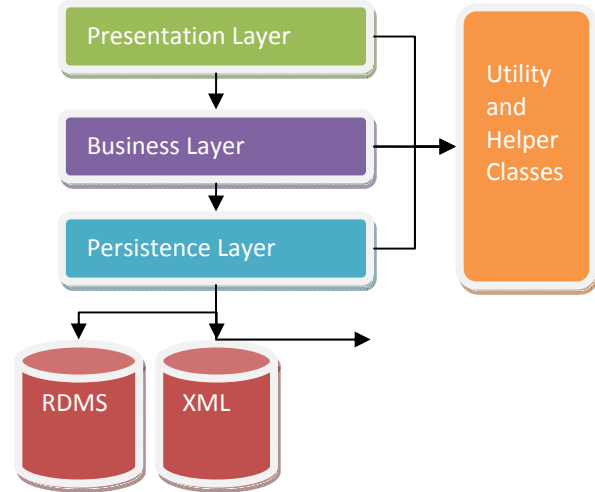 Presentation Layer
Business Layer
Persistence Layer
Utility
and
Helper
Classes
RDMS
XML